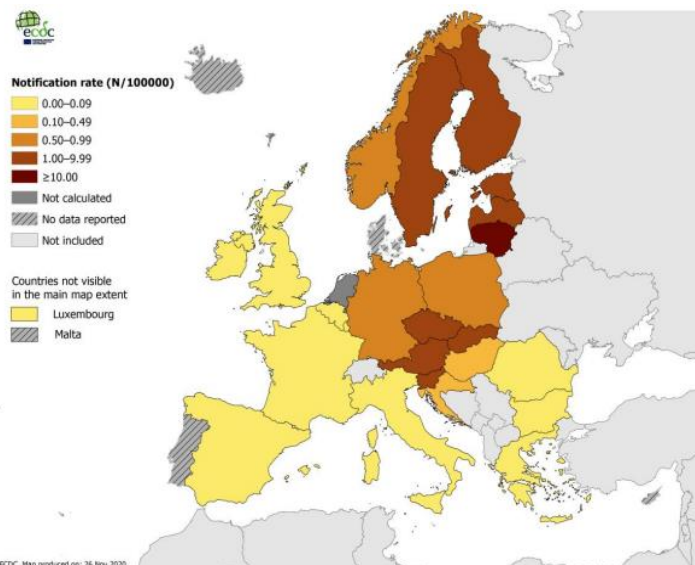 ecdc
Notification rate (N/100000)
0.00–0.09
0.10–0.49
0.50–0.99
1.00–9.99
≥10.00
Not calculated
No data reported
Not included
Countries not visible
in the main map extent
Luxembourg
Malta
ECDC. Map produced on: 26 Nov 2020